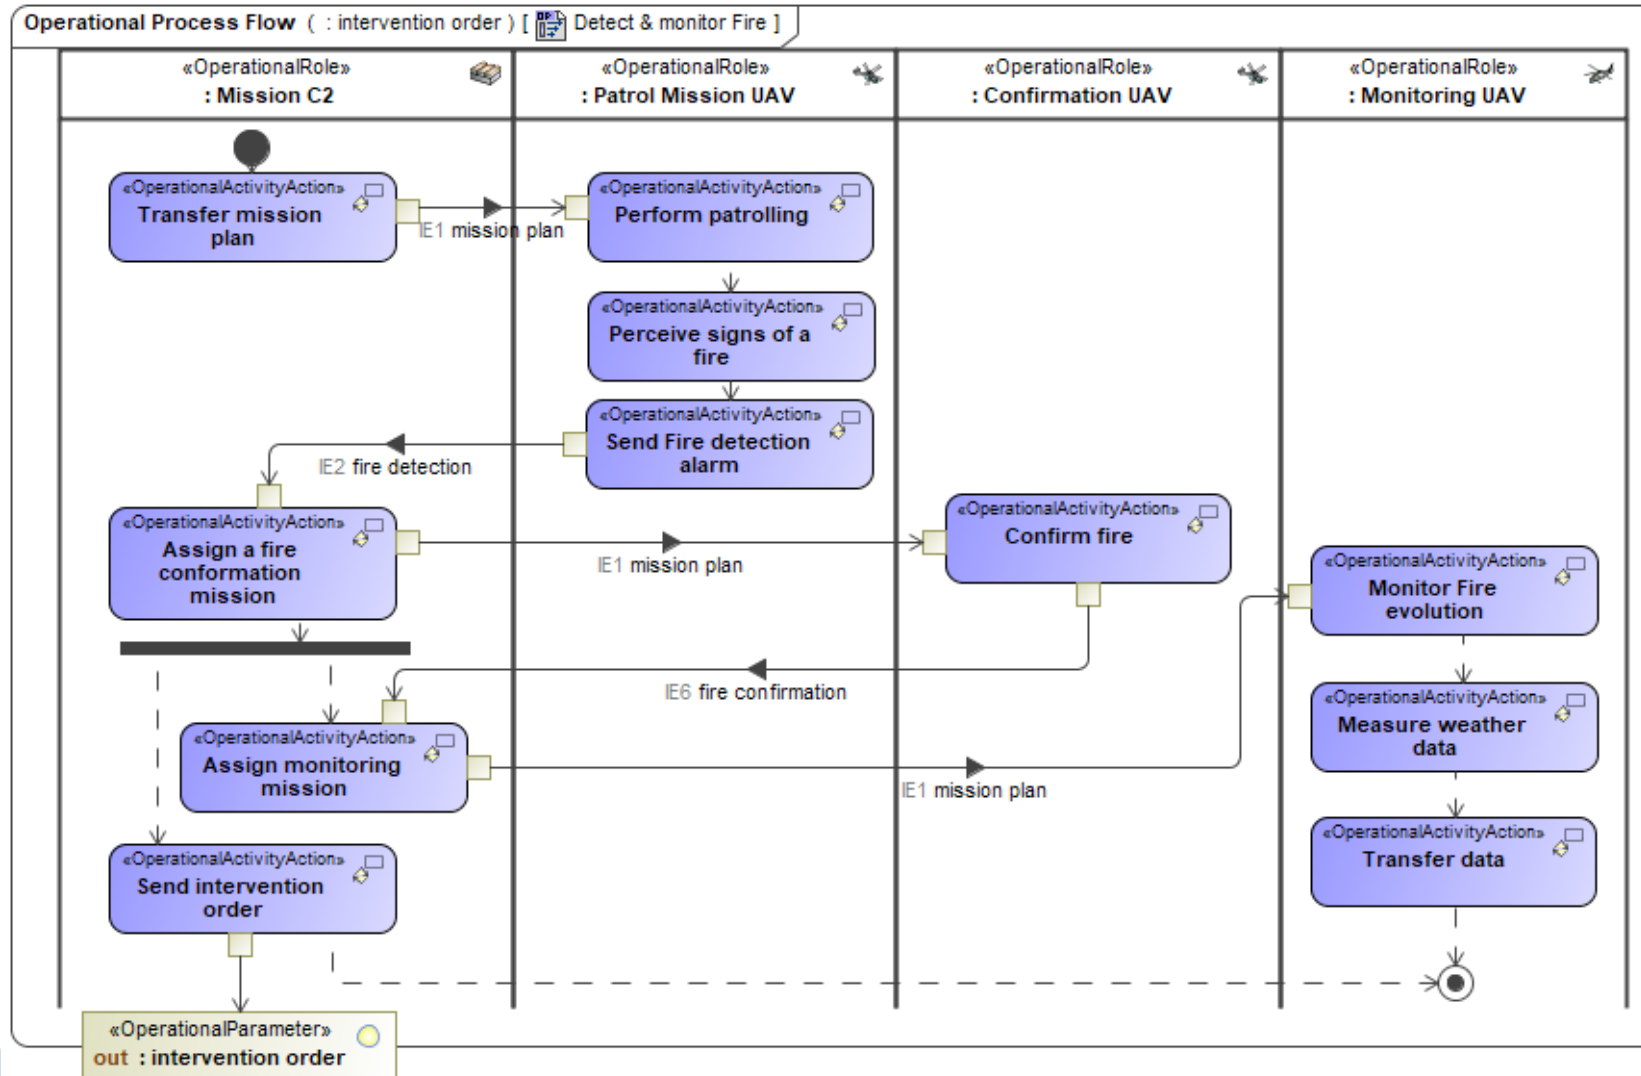 Operational Process Flow ( : intervention order ) [ Detect & monitor Fire ]
«OperationalRole»
: Mission C2
«OperationalRole»
: Patrol Mission UAV
«OperationalRole»
: Confirmation UAV
«OperationalRole»
: Monitoring UAV
«OperationalActivityAction»
Transfer mission
plan
IE1 mission plan
«OperationalActivityAction»
Perform patrolling
«OperationalActivityAction»
Perceive signs of a
fire
«OperationalActivityAction»
Send Fire detection
alarm
IE2 fire detection
«OperationalActivityAction»
Assign a fire
conformation
mission
IE1 mission plan
«OperationalActivityAction»
Confirm fire
«OperationalActivityAction»
Monitor Fire
evolution
IE6 fire confirmation
«OperationalActivityAction»
Measure weather
data
«OperationalActivityAction»
Assign monitoring
mission
IE1 mission plan
«OperationalActivityAction»
Transfer data
«OperationalActivityAction»
Send intervention
order
«OperationalParameter»
out : intervention order